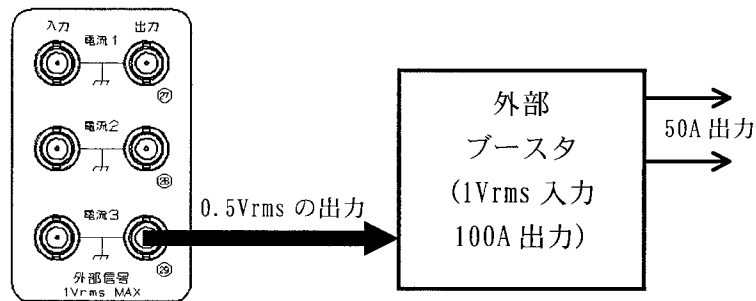 入力 出力
電流1
㉗
電流2
㉘
電流3
㉙
外部信号
1Vrms MAX
0.5Vrms の出力
外部
ブースタ
(1Vrms 入力
100A 出力)
50A 出力